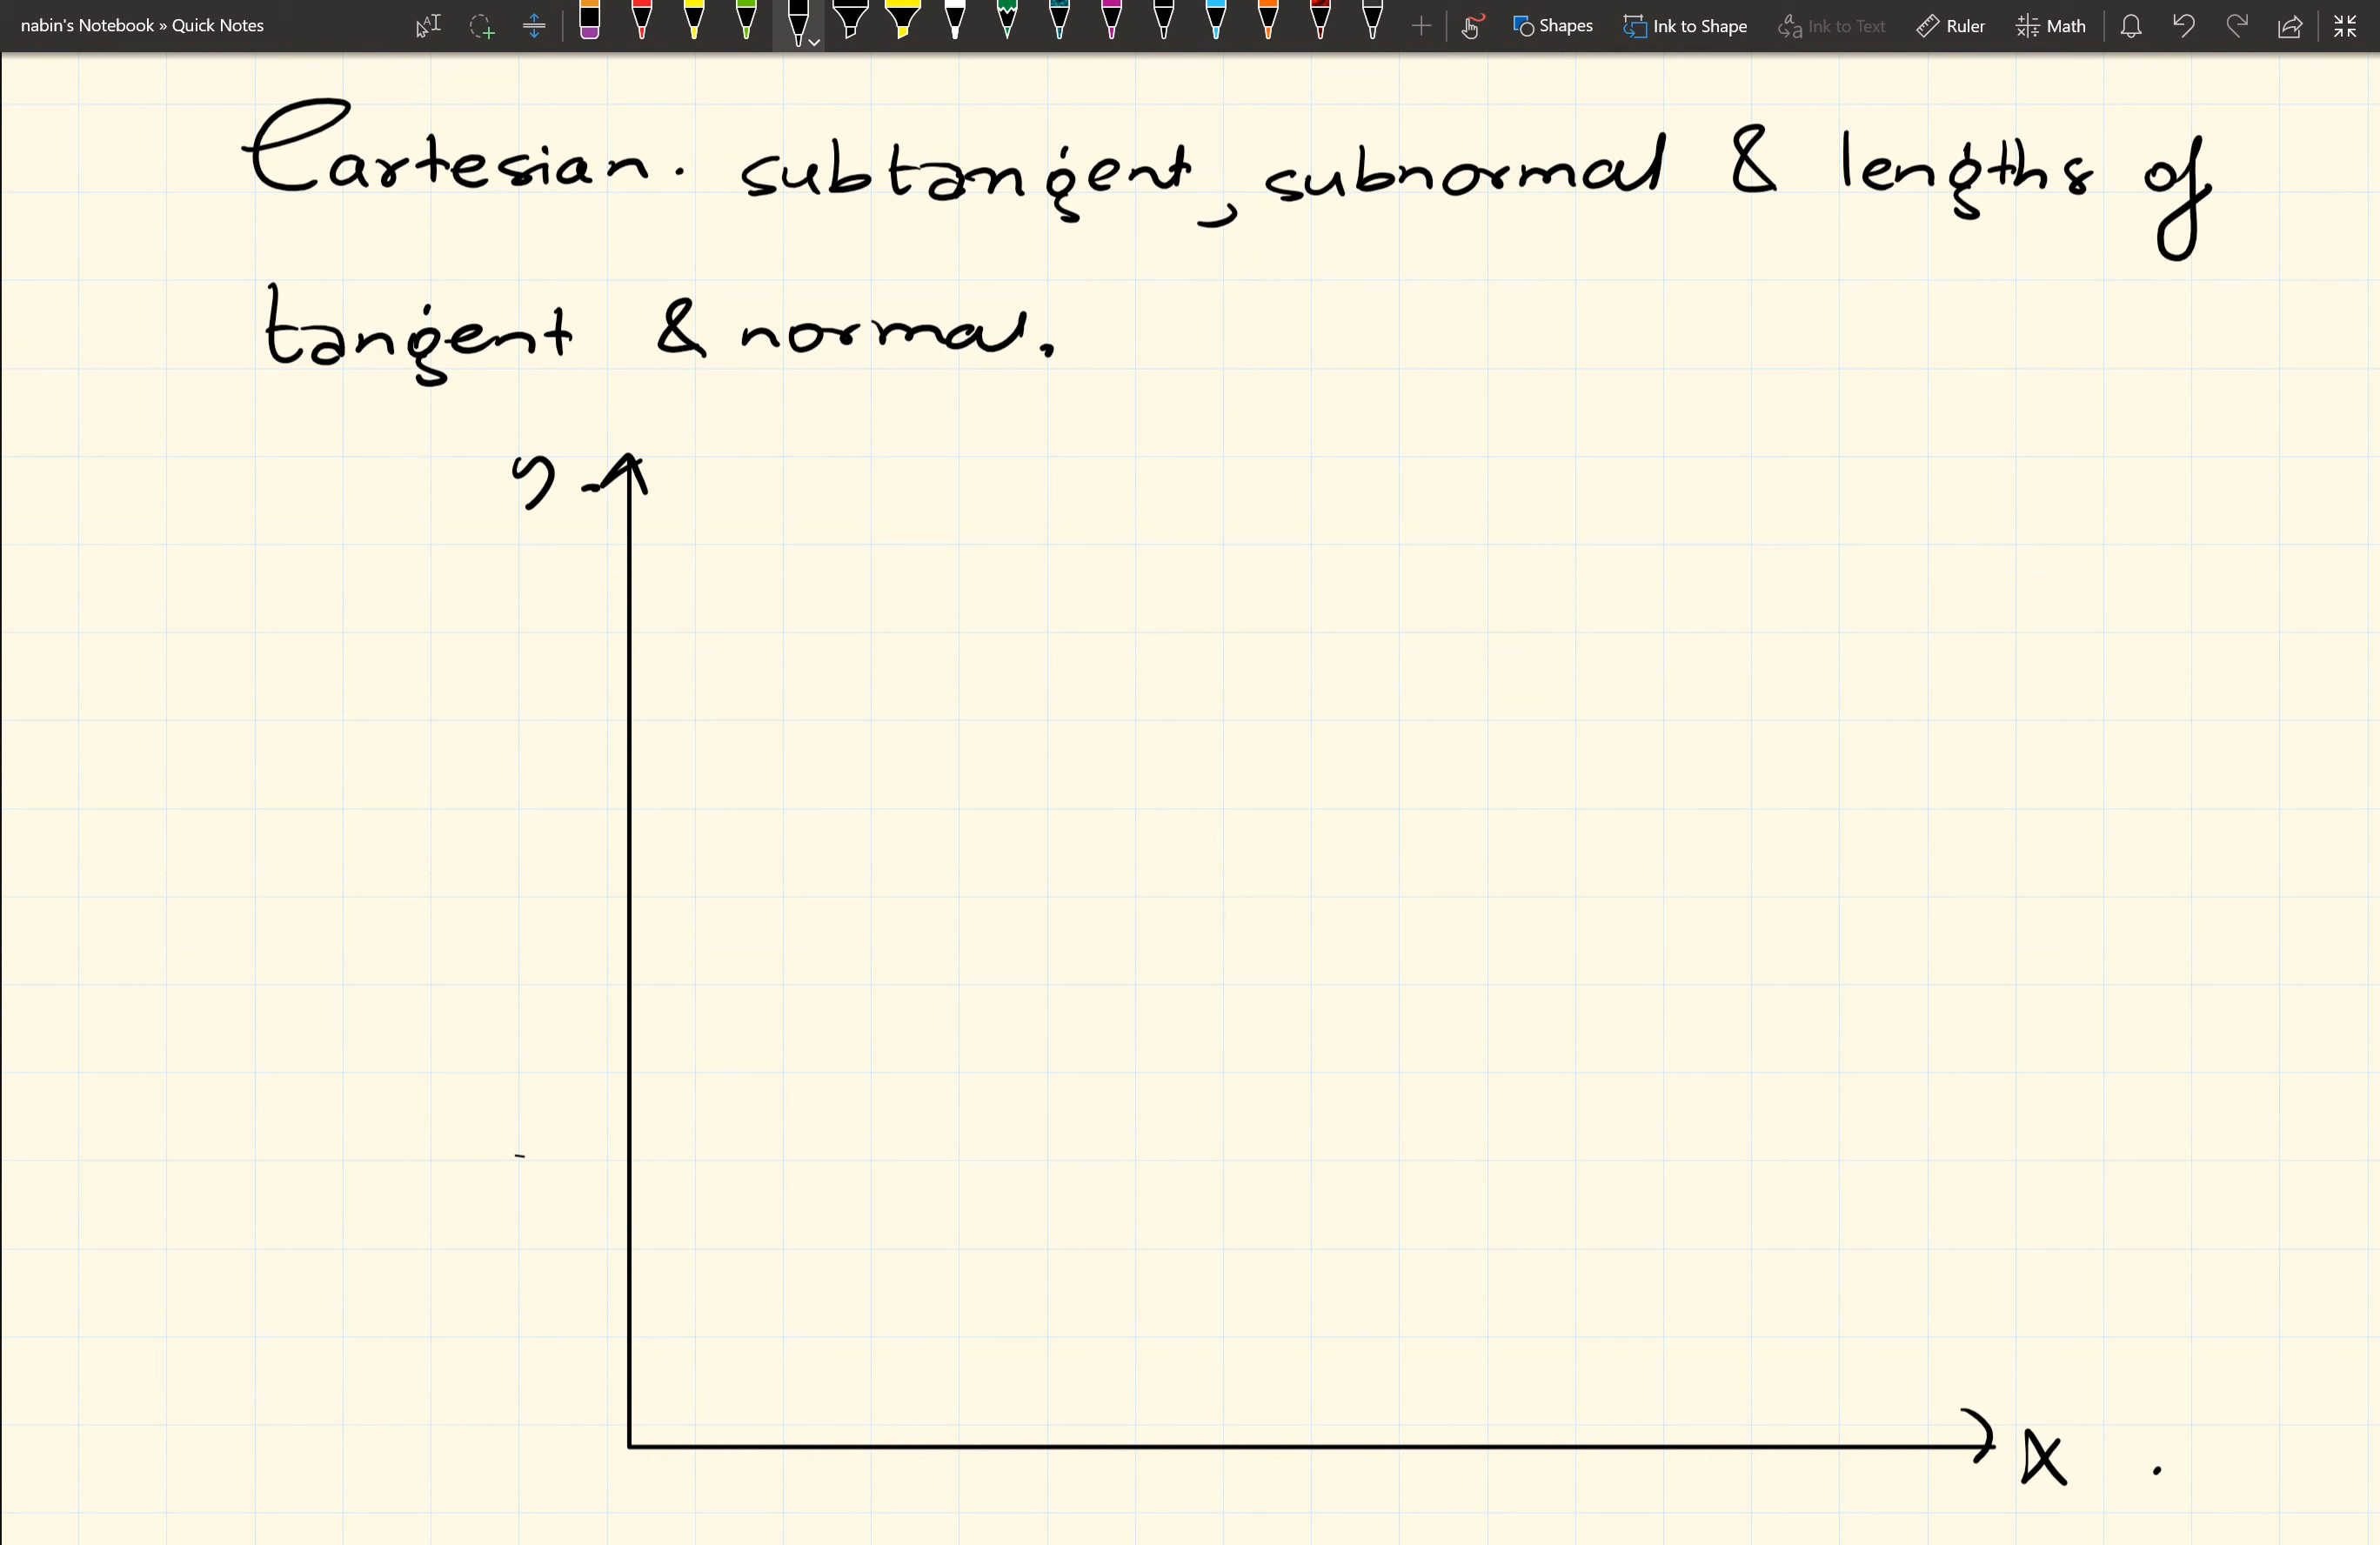 nabin's Notebook » Quick Notes
Shapes
Ink to Shape
Ink to Text
Ruler
Math
Cartesian. subtangent, subnormal & lengths of
tangent & normal.
y
x .